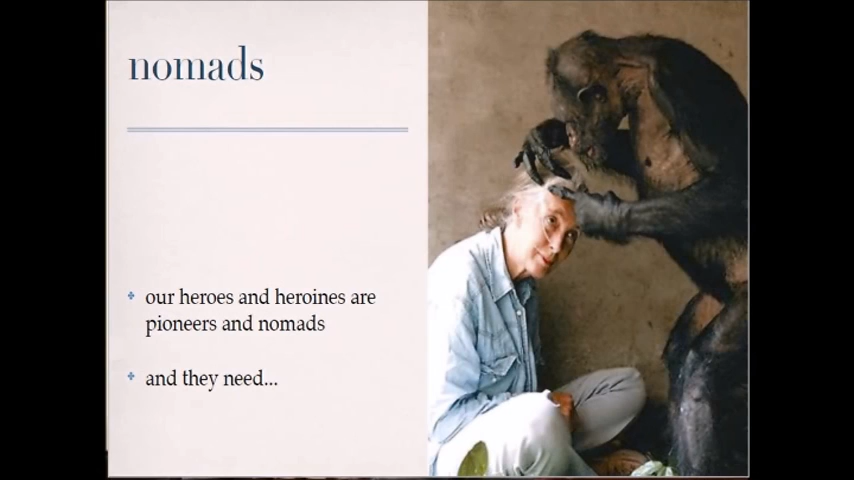 nomads
our heroes and heroines are
pioneers and nomads
and they need...